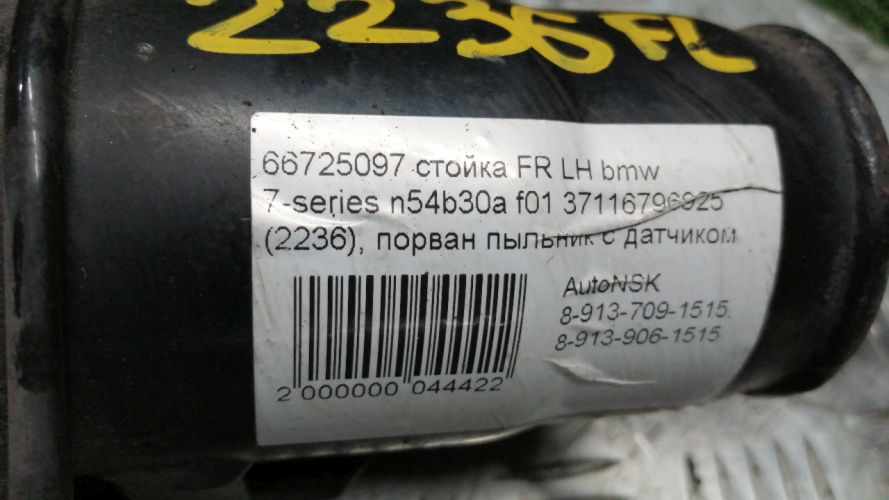 2236FL
66725097 стойка FR LH bmw
7-series n54b30a f01 37116796925
(2236), порван пыльник с датчиком
AutoNSK
8-913-709-1515,
8-913-906-1515
2 000000 044422